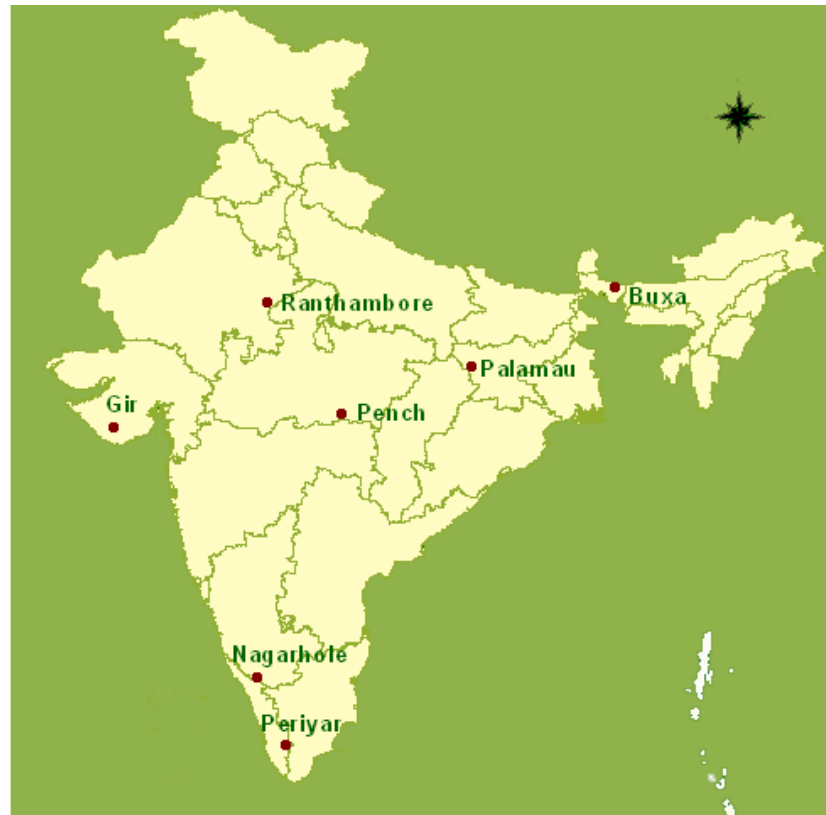 Buxa
Ranthambore
Palamau
Gir
Pench
Nagarhole
Periyar